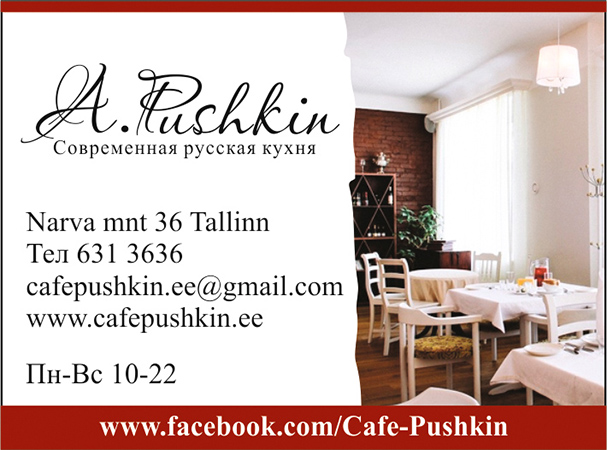 A. Pushkin
Современная русская кухня
Narva mnt 36 Tallinn
Тел 631 3636
cafepushkin.ee@gmail.com
www.cafepushkin.ee
Пн-Вс 10-22
www.facebook.com/Cafe-Pushkin